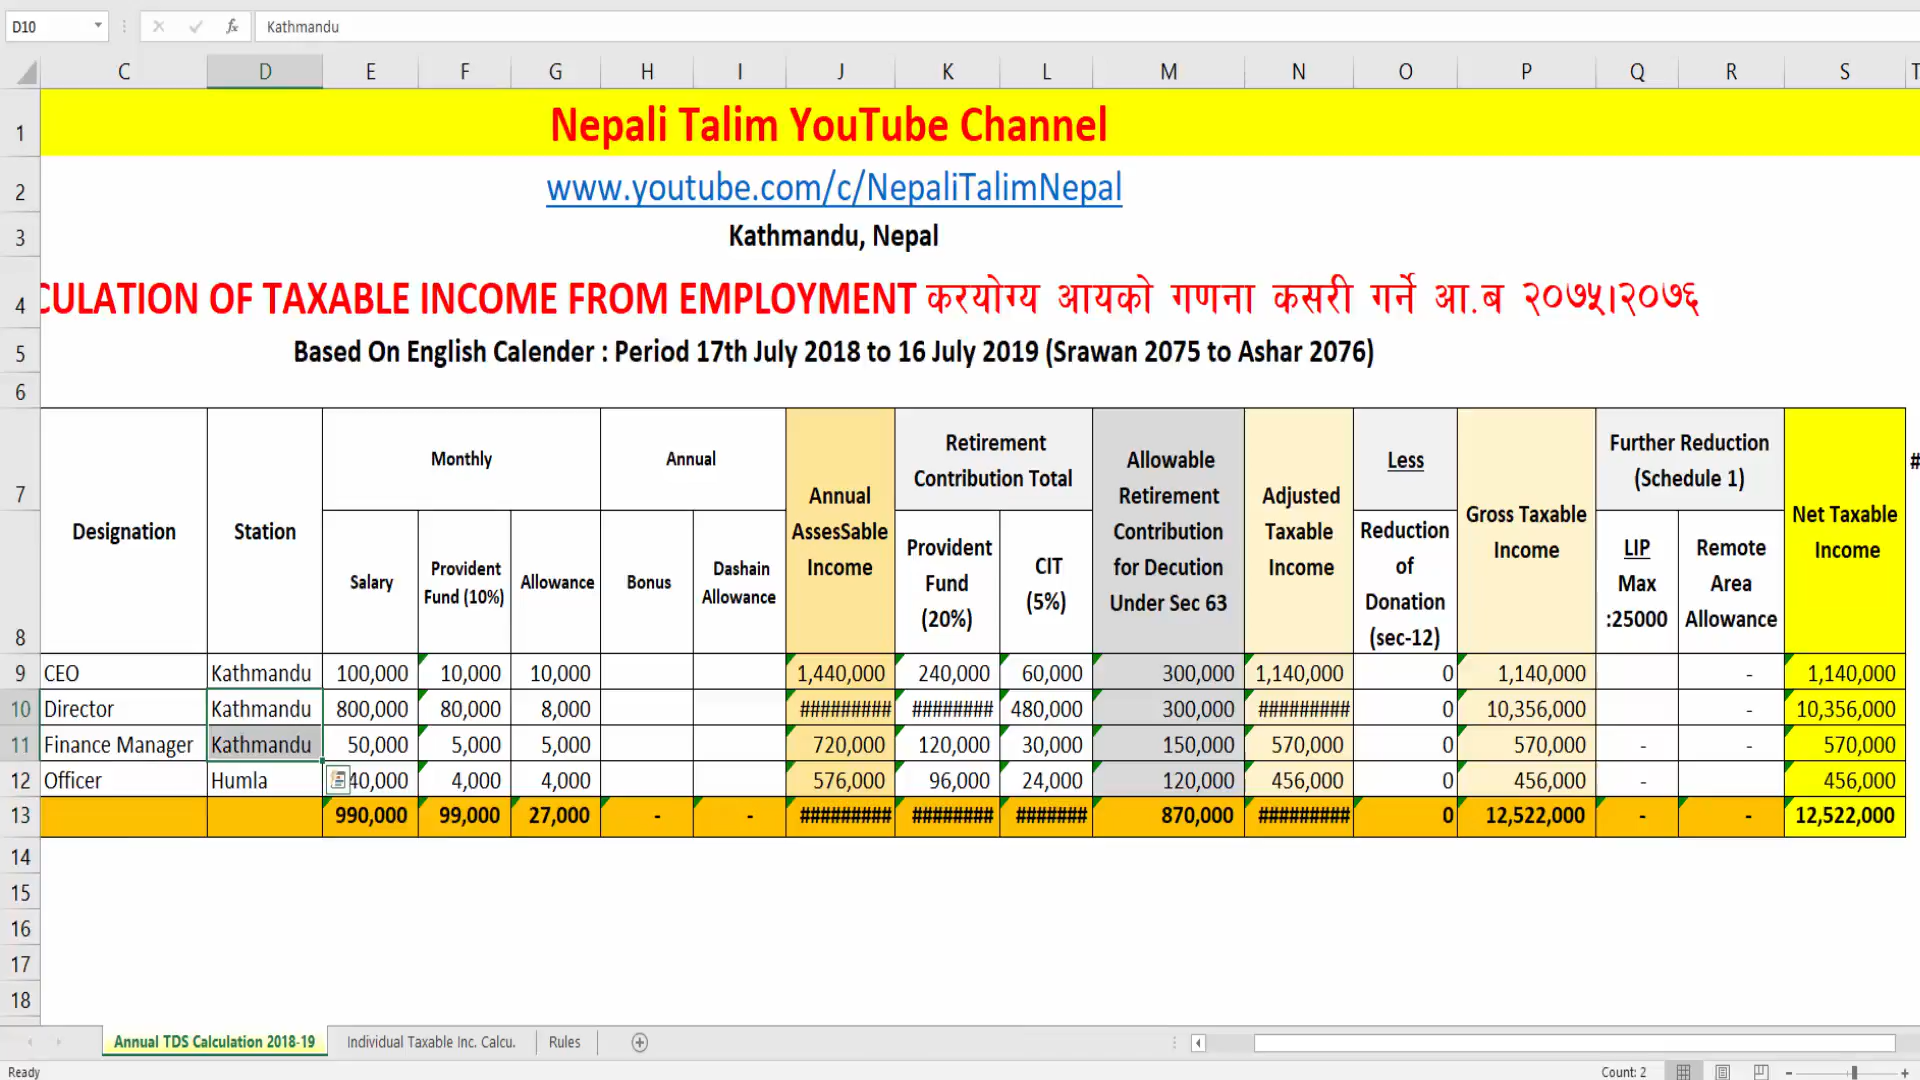 D10 Kathmandu
C D E F G H I J K L M N O P Q R S T
1 Nepali Talim YouTube Channel
2 www.youtube.com/c/NepaliTalimNepal
3 Kathmandu, Nepal
4 CULATION OF TAXABLE INCOME FROM EMPLOYMENT करयोग्य आयको गणना कसरी गर्ने आ.ब २०७५।२०७६
5 Based On English Calender : Period 17th July 2018 to 16 July 2019 (Srawan 2075 to Ashar 2076)
6
7
8
Designation
Station
Monthly
Salary
Provident
Fund (10%)
Allowance
Annual
Bonus
Dashain
Allowance
Annual
AssesSable
Income
Retirement
Contribution Total
Provident
Fund
(20%)
CIT
(5%)
Allowable
Retirement
Contribution
for Decution
Under Sec 63
Adjusted
Taxable
Income
Less
Reduction
of
Donation
(sec-12)
Gross Taxable
Income
Further Reduction
(Schedule 1)
LIP
Max
:25000
Remote
Area
Allowance
Net Taxable
Income
#
9 CEO Kathmandu 100,000 10,000 10,000 1,440,000 240,000 60,000 300,000 1,140,000 0 1,140,000 - 1,140,000
10 Director Kathmandu 800,000 80,000 8,000 ######### ######## 480,000 300,000 ######### 0 10,356,000 - 10,356,000
11 Finance Manager Kathmandu 50,000 5,000 5,000 720,000 120,000 30,000 150,000 570,000 0 570,000 - - 570,000
12 Officer Humla 40,000 4,000 4,000 576,000 96,000 24,000 120,000 456,000 0 456,000 - 456,000
13 990,000 99,000 27,000 - - ######### ######## ####### 870,000 ######### 0 12,522,000 - - 12,522,000
14
15
16
17
18
Annual TDS Calculation 2018-19 Individual Taxable Inc. Calcu. Rules
Ready Count: 2